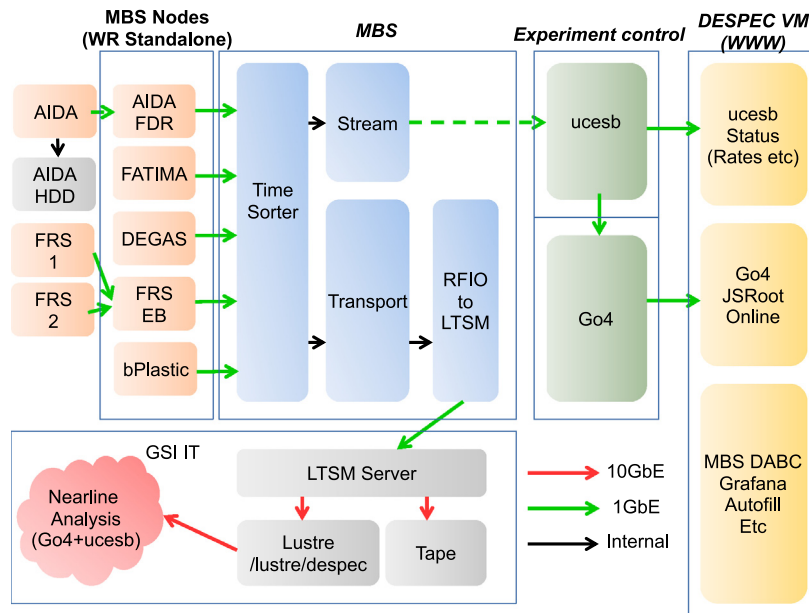 MBS Nodes
(WR Standalone)
MBS
Experiment control
DESPEC VM
(WWW)
AIDA
AIDA
HDD
FRS
1
FRS
2
AIDA
FDR
FATIMA
DEGAS
FRS
EB
bPlastic
Time
Sorter
Stream
Transport
RFIO
to
LTSM
ucesb
Go4
ucesb
Status
(Rates etc)
Go4
JSRoot
Online
MBS DABC
Grafana
Autofill
Etc
GSI IT
Nearline
Analysis
(Go4+ucesb)
LTSM Server
Lustre
/lustre/despec
Tape
10GbE
1GbE
Internal